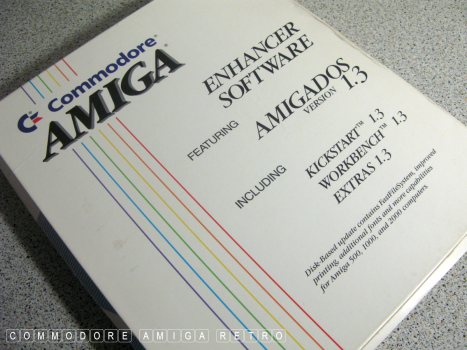 Commodore®
AMIGA®
ENHANCER
SOFTWARE
FEATURING
AMIGADOS
VERSION 1.3
INCLUDING
KICKSTART™ 1.3
WORKBENCH™ 1.3
EXTRAS 1.3
Disk-Based update contains FastFileSystem, improved
printing, additional fonts and more capabilities
for Amiga 500, 1000, and 2000 computers
COMMODORE AMIGA RETRO